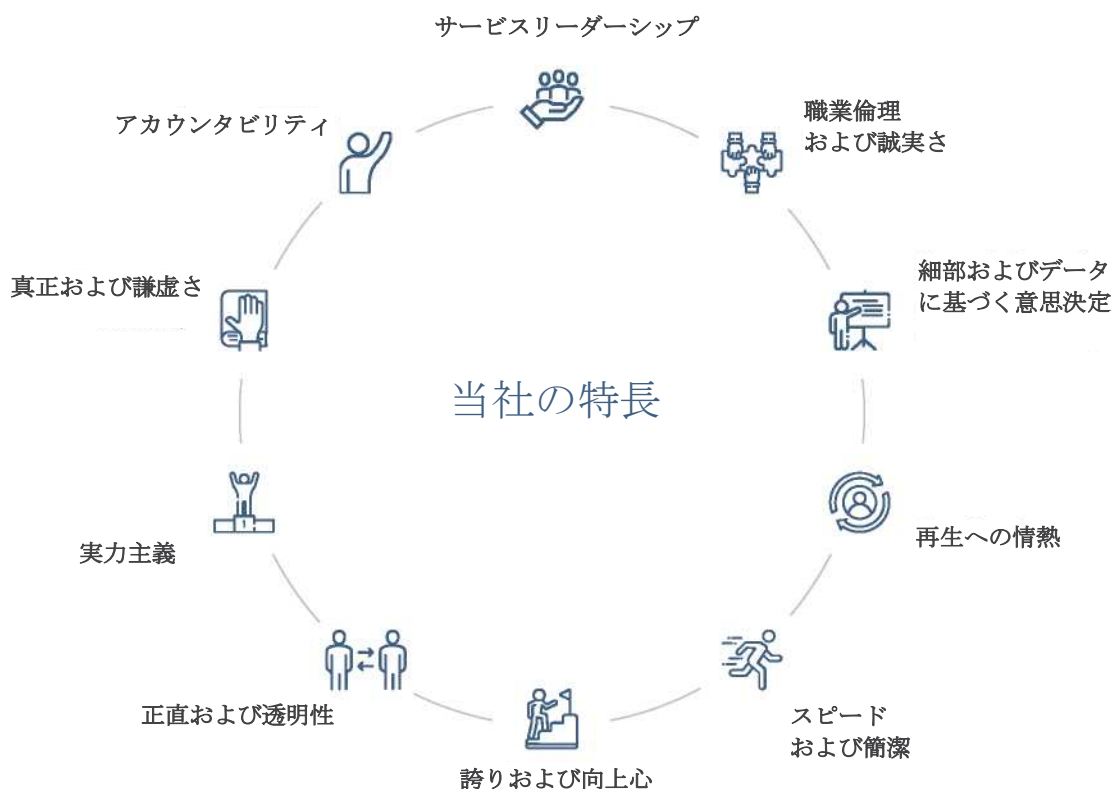 サービスリーダーシップ
職業倫理
および誠実さ
細部およびデータ
に基づく意思決定
再生への情熱
スピード
および簡潔
誇りおよび向上心
正直および透明性
実力主義
真正および謙虚さ
アカウンタビリティ
当社の特長
1